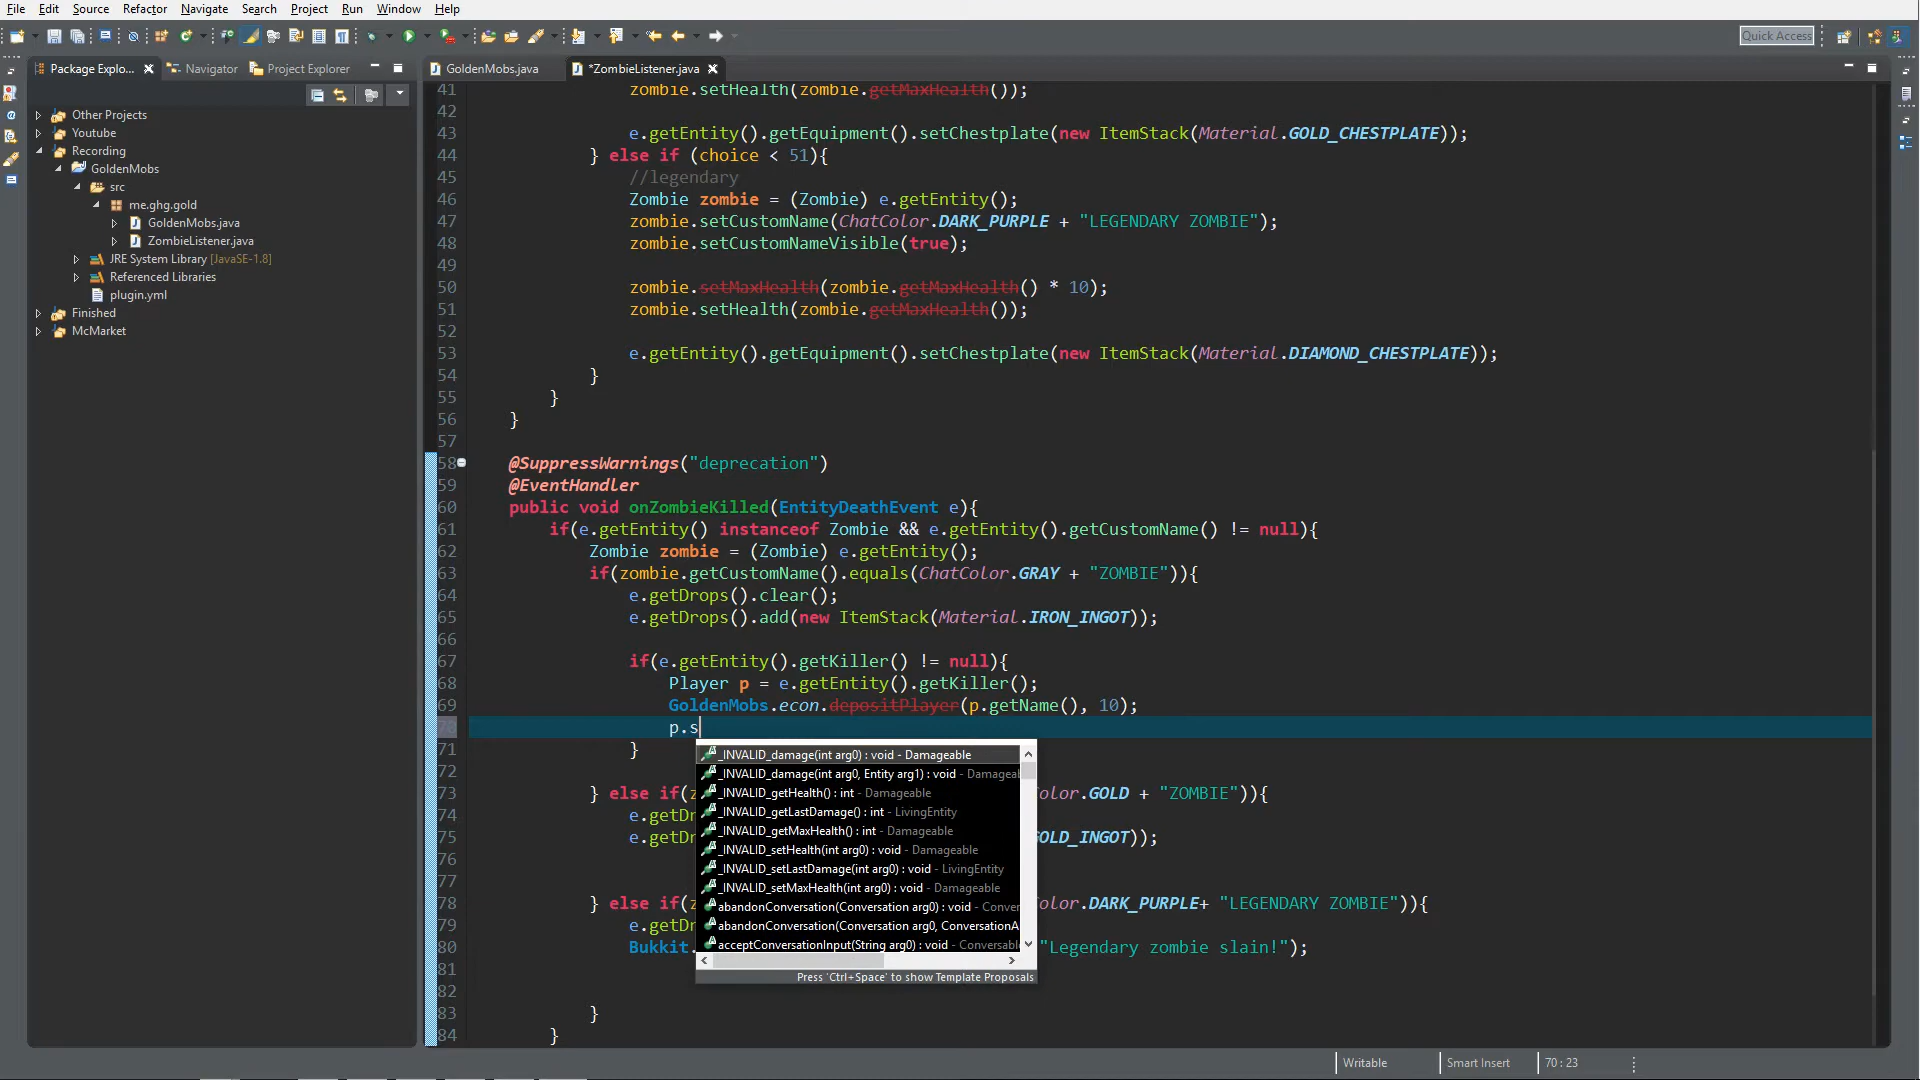 File Edit Source Refactor Navigate Search Project Run Window Help
Quick Access
Package Explo... Navigator Project Explorer
GoldenMobs.java *ZombieListener.java
Other Projects
Youtube
Recording
GoldenMobs
src
me.ghg.gold
GoldenMobs.java
ZombieListener.java
JRE System Library [JavaSE-1.8]
Referenced Libraries
plugin.yml
Finished
McMarket
41 zombie.setHealth(zombie.getMaxHealth());
42
43 e.getEntity().getEquipment().setChestplate(new ItemStack(Material.GOLD_CHESTPLATE));
44 } else if (choice < 51){
45 //legendary
46 Zombie zombie = (Zombie) e.getEntity();
47 zombie.setCustomName(ChatColor.DARK_PURPLE + "LEGENDARY ZOMBIE");
48 zombie.setCustomNameVisible(true);
49
50 zombie.setMaxHealth(zombie.getMaxHealth() * 10);
51 zombie.setHealth(zombie.getMaxHealth());
52
53 e.getEntity().getEquipment().setChestplate(new ItemStack(Material.DIAMOND_CHESTPLATE));
54 }
55 }
56 }
57
58 @SuppressWarnings("deprecation")
59 @EventHandler
60 public void onZombieKilled(EntityDeathEvent e){
61 if(e.getEntity() instanceof Zombie && e.getEntity().getCustomName() != null){
62 Zombie zombie = (Zombie) e.getEntity();
63 if(zombie.getCustomName().equals(ChatColor.GRAY + "ZOMBIE")){
64 e.getDrops().clear();
65 e.getDrops().add(new ItemStack(Material.IRON_INGOT));
66
67 if(e.getEntity().getKiller() != null){
68 Player p = e.getEntity().getKiller();
69 GoldenMobs.econ.depositPlayer(p.getName(), 10);
70 p.s
71 }
72
73 } else if(z olor.GOLD + "ZOMBIE")){
74 e.getDr
75 e.getDr GOLD_INGOT));
76
77
78 } else if(z olor.DARK_PURPLE+ "LEGENDARY ZOMBIE")){
79 e.getDr
80 Bukkit. "Legendary zombie slain!");
81
82
83 }
84 }
_INVALID_damage(int arg0) : void - Damageable
_INVALID_damage(int arg0, Entity arg1) : void - Damageab
_INVALID_getHealth() : int - Damageable
_INVALID_getLastDamage() : int - LivingEntity
_INVALID_getMaxHealth() : int - Damageable
_INVALID_setHealth(int arg0) : void - Damageable
_INVALID_setLastDamage(int arg0) : void - LivingEntity
_INVALID_setMaxHealth(int arg0) : void - Damageable
abandonConversation(Conversation arg0) : void - Conver
abandonConversation(Conversation arg0, ConversationA
acceptConversationInput(String arg0) : void - Conversabl
Press 'Ctrl+Space' to show Template Proposals
Writable Smart Insert 70 : 23